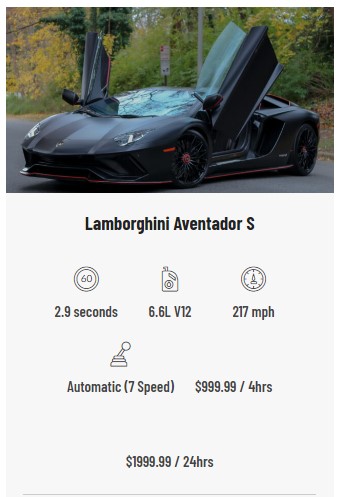 Lamborghini Aventador S
60
2.9 seconds 6.6L V12 217 mph
Automatic (7 Speed) $999.99 / 4hrs
$1999.99 / 24hrs